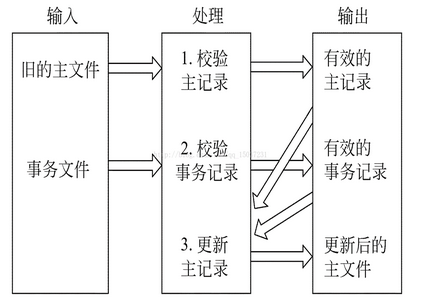 输入 处理 输出
旧的主文件
1. 校验
主记录
有效的
主记录
事务文件
2. 校验
事务记录
有效的
事务记录
3. 更新
主记录
更新后的
主文件